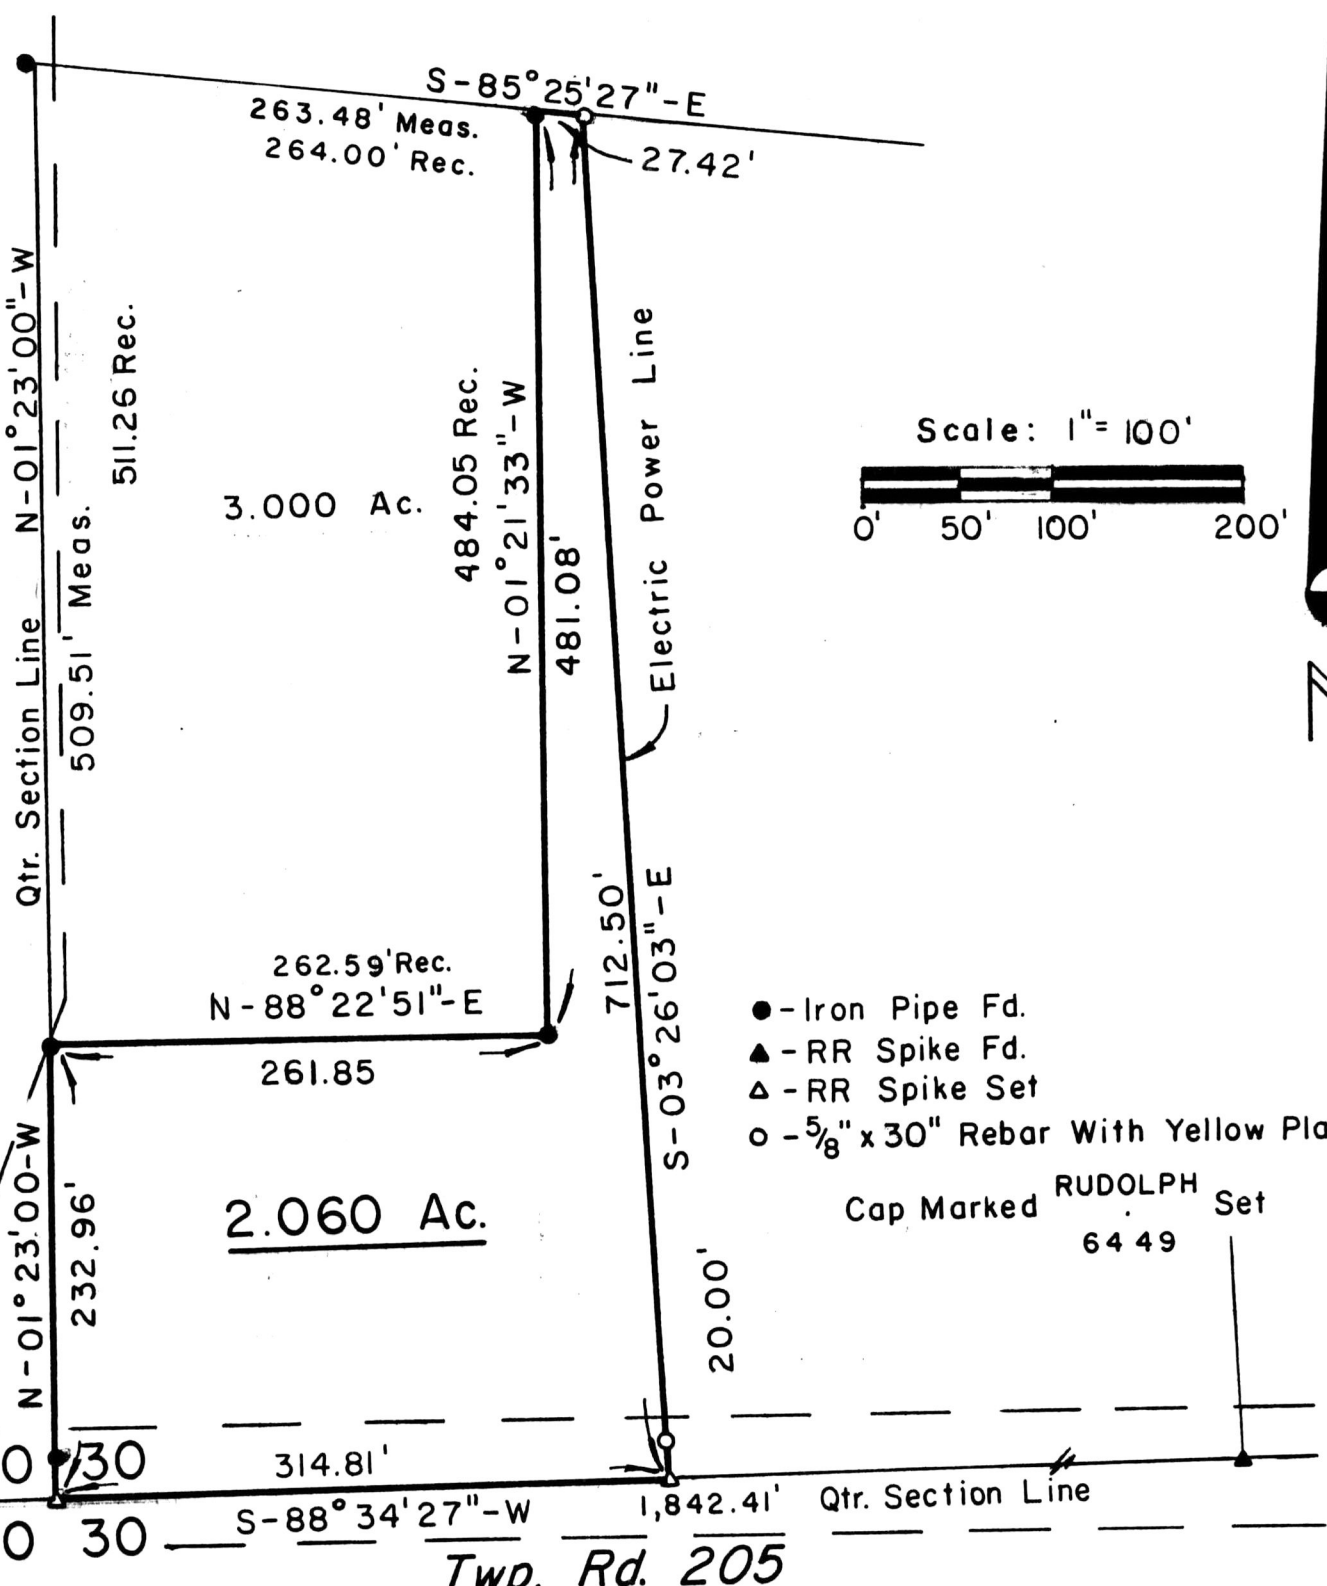 S-85°25'27"-E
263.48' Meas.
264.00' Rec.
27.42'
Qtr. Section Line N-01°23'00"-W
509.51' Meas.
511.26 Rec.
3.000 Ac.
484.05 Rec.
N-01°21'33"-W
481.08'
Electric Power Line
Scale: 1"= 100'
0' 50' 100' 200'
262.59'Rec.
N-88°22'51"-E
261.85
712.50'
S-03°26'03"-E
●-Iron Pipe Fd.
▲-RR Spike Fd.
△-RR Spike Set
○-5/8" x 30" Rebar With Yellow Pla
Cap Marked RUDOLPH Set
6449
N-01°23'.00-W
232.96'
2.060 Ac.
20.00'
0 30
314.81'
S-88°34'27"-W
1,842.41' Qtr. Section Line
0 30
Twp. Rd. 205